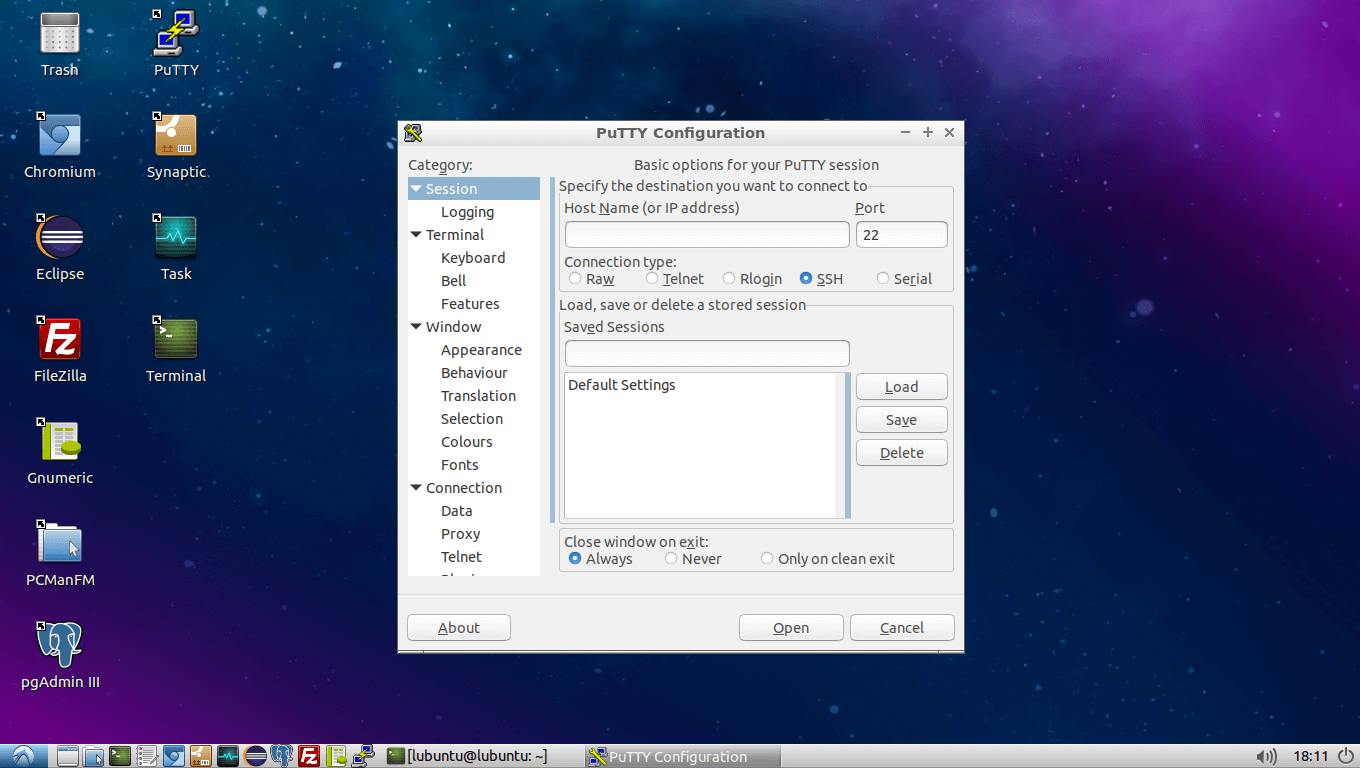 Trash
PuTTY
Chromium
Synaptic
Eclipse
Task
FileZilla
Terminal
Gnumeric
PCManFM
pgAdmin III
PuTTY Configuration
Category:
Session
Logging
Terminal
Keyboard
Bell
Features
Window
Appearance
Behaviour
Translation
Selection
Colours
Fonts
Connection
Data
Proxy
Telnet
Basic options for your PuTTY session
Specify the destination you want to connect to
Host Name (or IP address) Port
22
Connection type:
Raw Telnet Rlogin SSH Serial
Load, save or delete a stored session
Saved Sessions
Default Settings
Load
Save
Delete
Close window on exit:
Always Never Only on clean exit
About Open Cancel
[lubuntu@lubuntu: ~] PuTTY Configuration 18:11